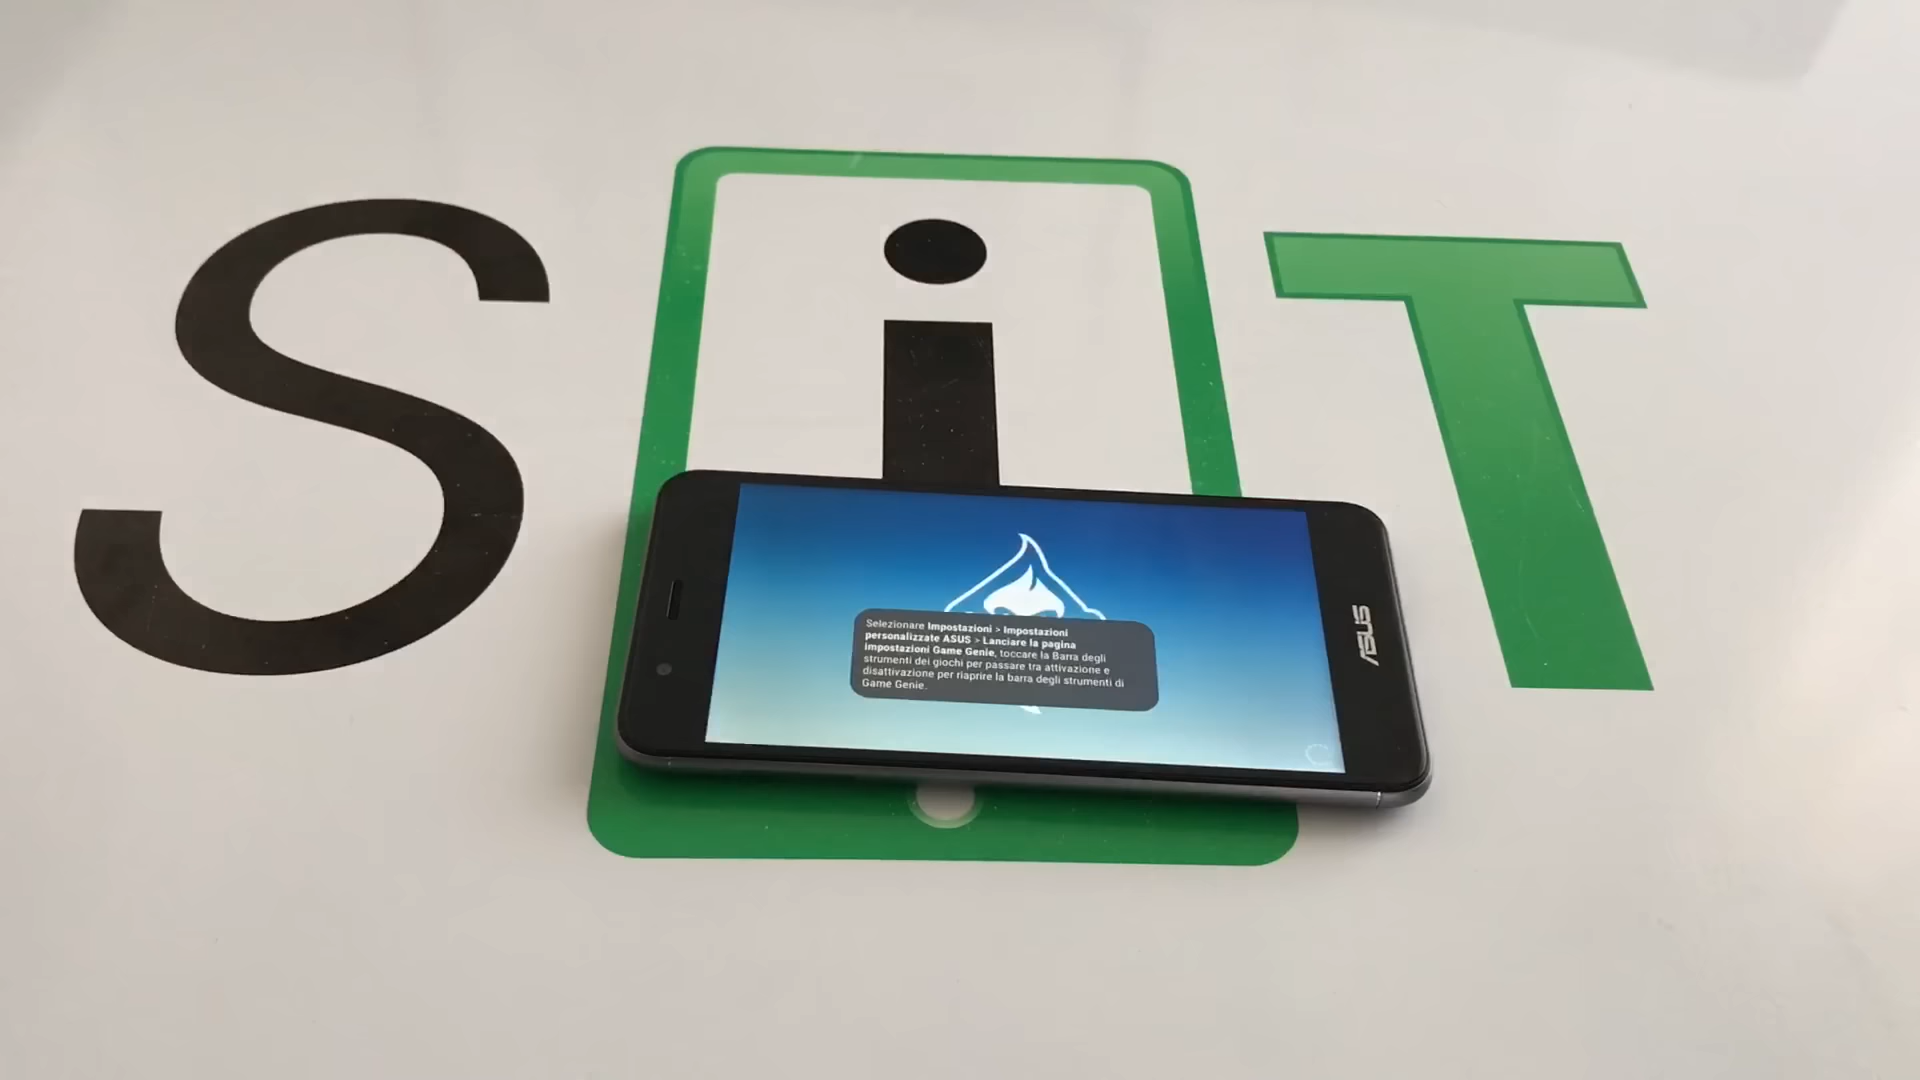 SiT
Selezionare Impostazioni > Impostazioni
personalizzate ASUS > Lanciare la pagina
impostazioni Game Genie, toccare la Barra degli
strumenti dei giochi per passare tra attivazione e
disattivazione per riaprire la barra degli strumenti di
Game Genie.
ASUS